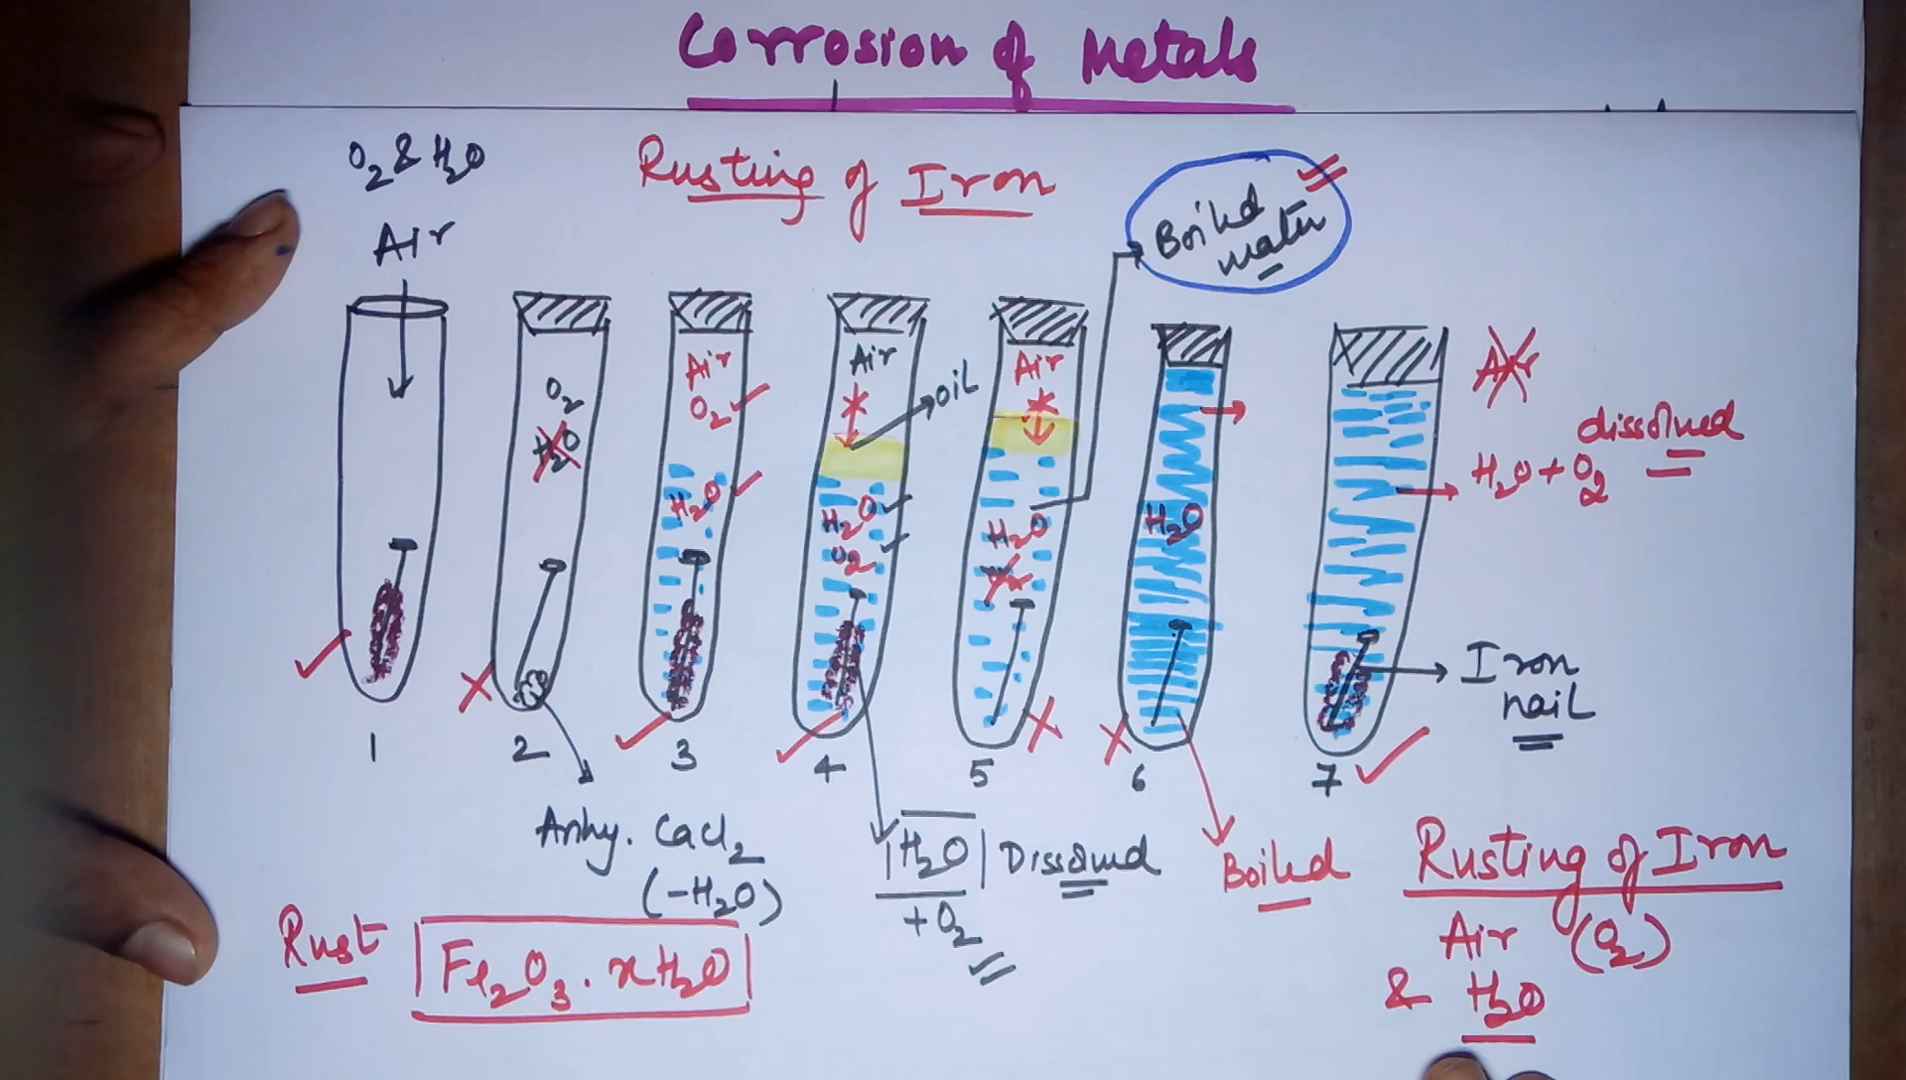 Corrosion of Metals
O2 & H2O
Rusting of Iron
Boiled
water
Air
Air
Air
Air
Air
O2
O2
H2O
oil
dissolved
H2O + O2
H2O
H2O
O2
H2O
H2O
Iron
nail
1
2
3
4
5
6
7
Anhy. CaCl2
(-H2O)
H2O Dissolved
+ O2
Boiled
Rusting of Iron
Air (O2)
& H2O
Rust Fe2O3 . xH2O